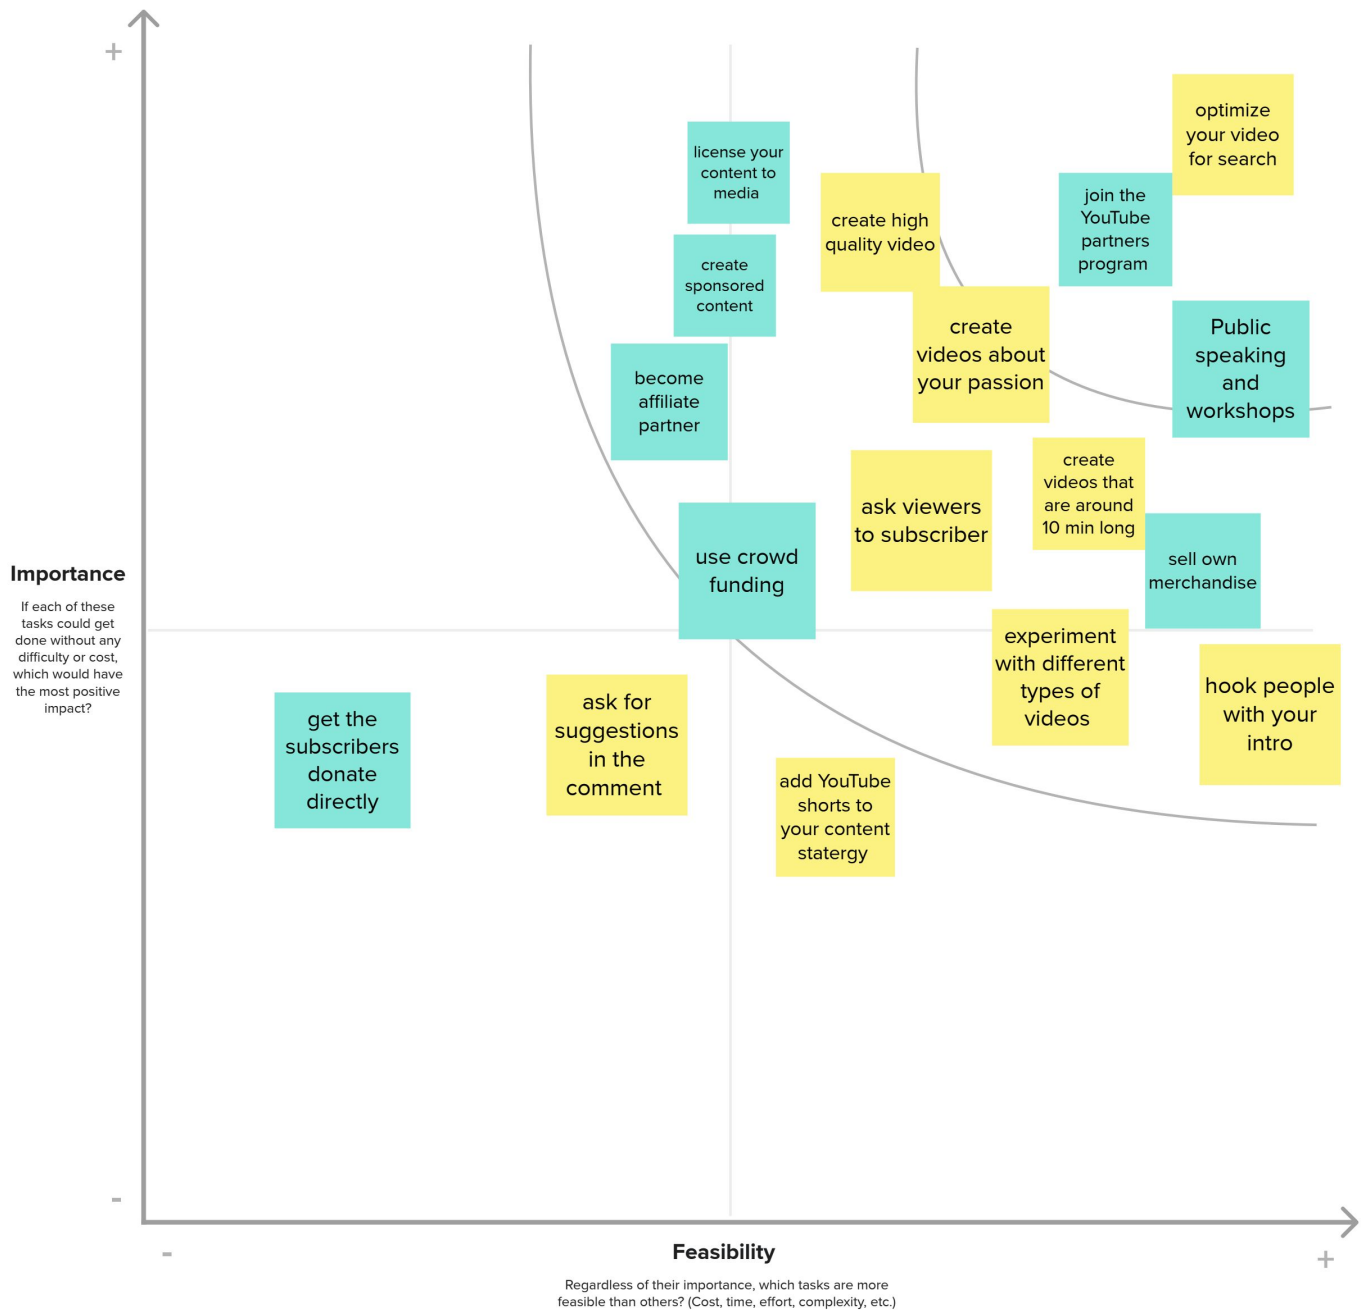 +
optimize
your video
for search
license your
content to
media
join the
YouTube
partners
program
create high
quality video
create
sponsored
content
Public
speaking
and
workshops
create
videos about
your passion
become
affiliate
partner
create
videos that
are around
10 min long
ask viewers
to subscriber
use crowd
funding
sell own
merchandise
Importance
If each of these
tasks could get
done without any
difficulty or cost,
which would have
the most positive
impact?
experiment
with different
types of
videos
hook people
with your
intro
get the
subscribers
donate
directly
ask for
suggestions
in the
comment
add YouTube
shorts to
your content
statergy
-
-
Feasibility
+
Regardless of their importance, which tasks are more
feasible than others? (Cost, time, effort, complexity, etc.)